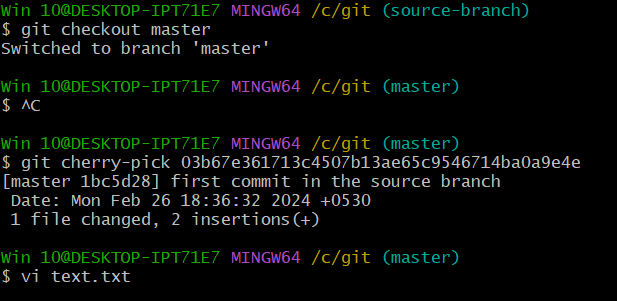 Win 10@DESKTOP-IPT71E7 MINGW64 /c/git (source-branch)
$ git checkout master
Switched to branch 'master'
Win 10@DESKTOP-IPT71E7 MINGW64 /c/git (master)
$ ^C
Win 10@DESKTOP-IPT71E7 MINGW64 /c/git (master)
$ git cherry-pick 03b67e361713c4507b13ae65c9546714ba0a9e4e
[master 1bc5d28] first commit in the source branch
Date: Mon Feb 26 18:36:32 2024 +0530
1 file changed, 2 insertions(+)
Win 10@DESKTOP-IPT71E7 MINGW64 /c/git (master)
$ vi text.txt